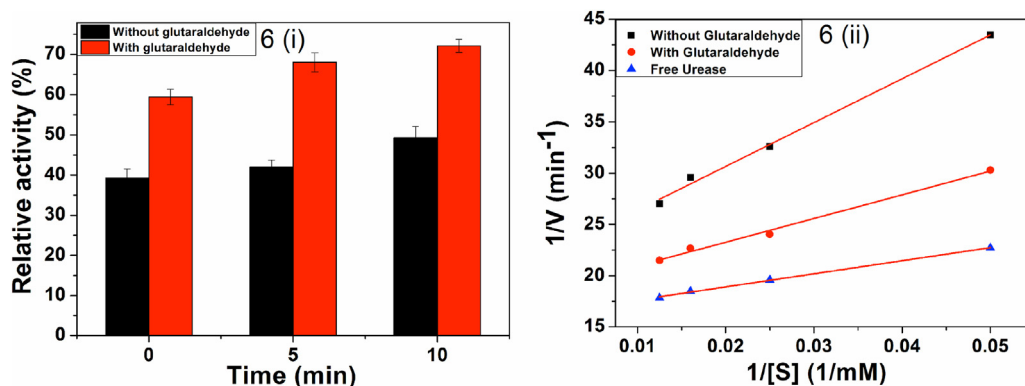 Without glutaraldehyde
With glutaraldehyde
6 (i)
Relative activity (%)
70
60
50
40
30
20
10
0
0 5 10
Time (min)
Without Glutaraldehyde
With Glutaraldehyde
Free Urease
6 (ii)
1/V (min⁻¹)
45
40
35
30
25
20
15
0.01 0.02 0.03 0.04 0.05
1/[S] (1/mM)